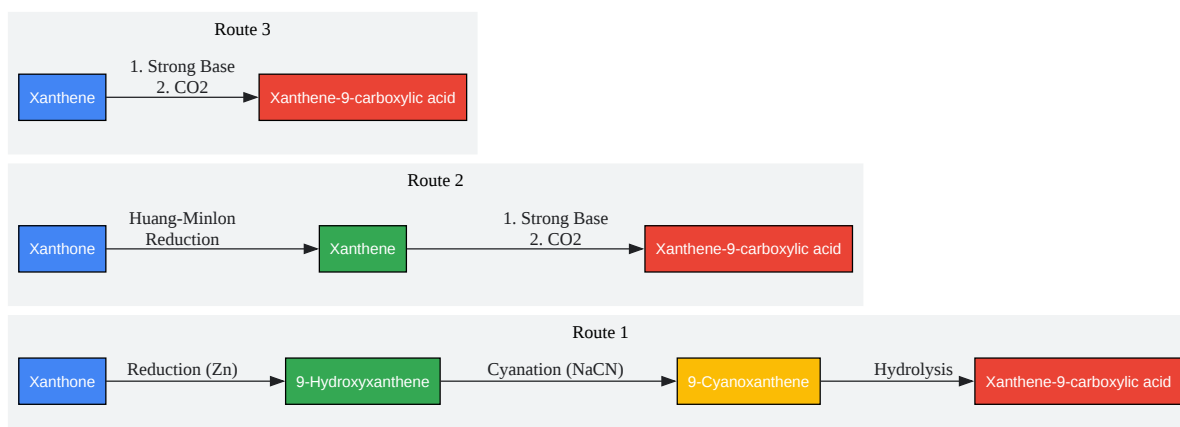 Route 3
1. Strong Base
2. CO2
Xanthene
Xanthene-9-carboxylic acid
Route 2
Huang-Minlon
Reduction
1. Strong Base
2. CO2
Xanthone
Xanthene
Xanthene-9-carboxylic acid
Route 1
Xanthone
Reduction (Zn)
9-Hydroxyxanthene
Cyanation (NaCN)
9-Cyanoxanthene
Hydrolysis
Xanthene-9-carboxylic acid